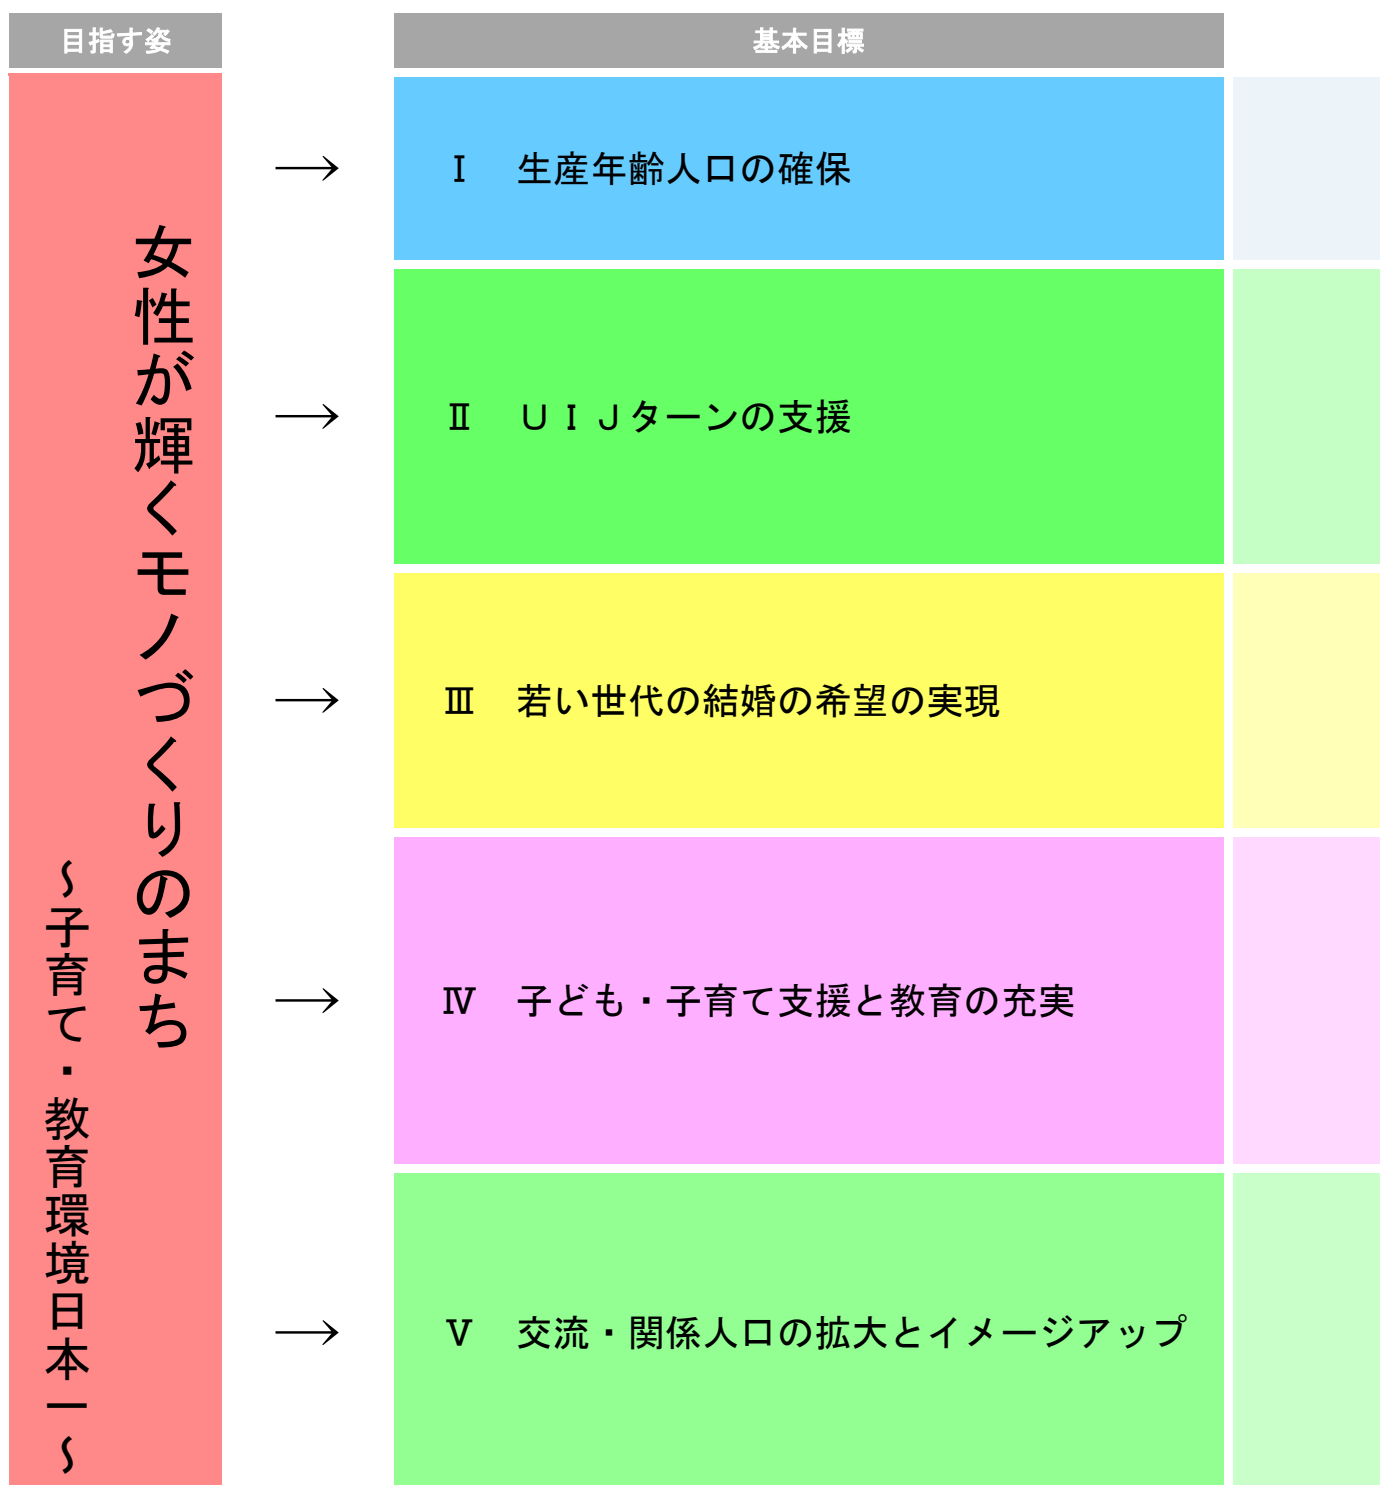 目指す姿
基本目標
女性が輝くモノづくりのまち
～子育て・教育環境日本一～
→ Ⅰ 生産年齢人口の確保
→ Ⅱ ＵＩＪターンの支援
→ Ⅲ 若い世代の結婚の希望の実現
→ Ⅳ 子ども・子育て支援と教育の充実
→ Ⅴ 交流・関係人口の拡大とイメージアップ